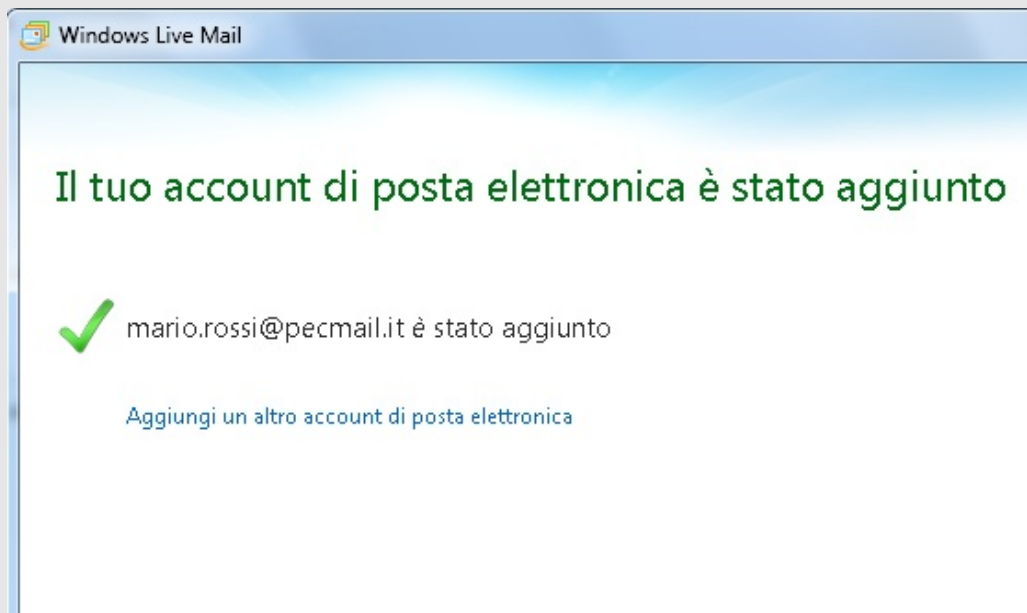 Windows Live Mail
Il tuo account di posta elettronica è stato aggiunto
mario.rossi@pecmail.it è stato aggiunto
Aggiungi un altro account di posta elettronica